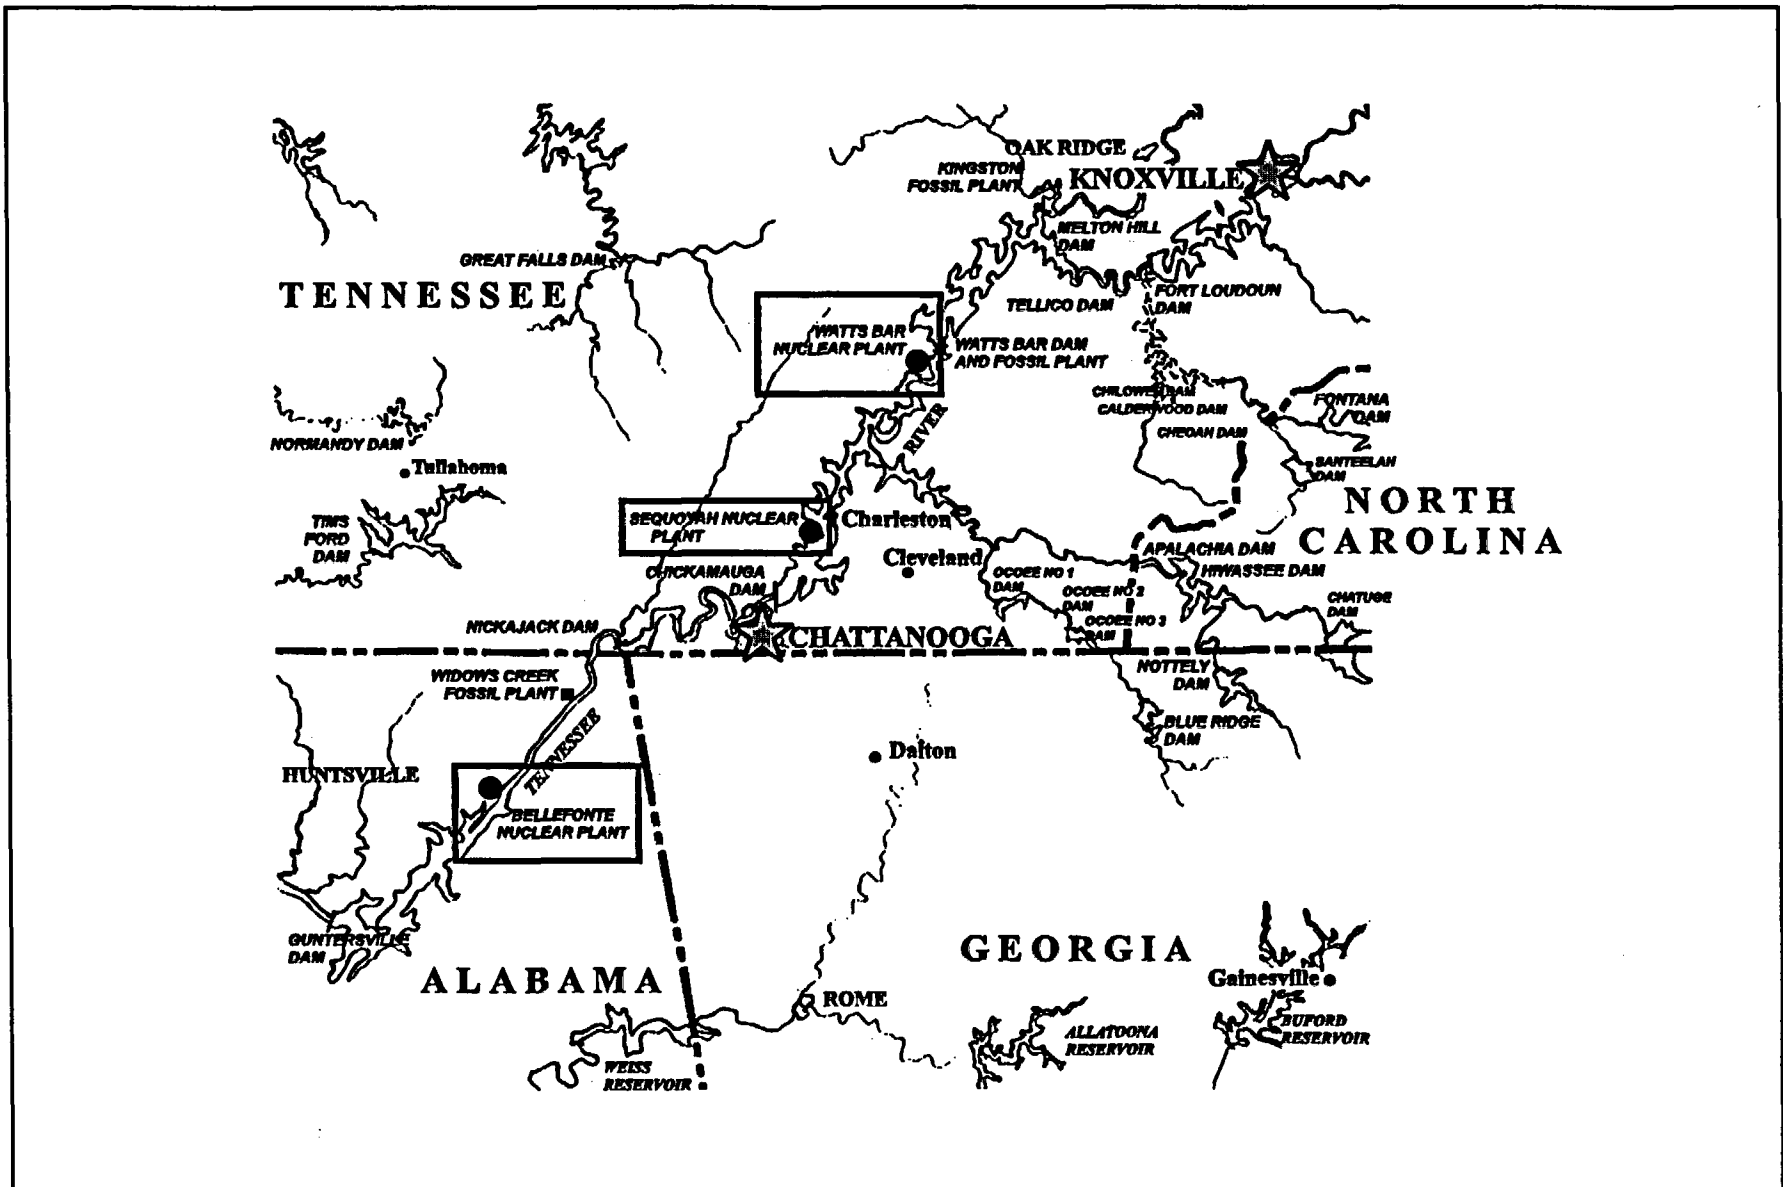 OAK RIDGE
KINGSTON
FOSSIL PLANT
KNOXVILLE
MELTON HILL
DAM
GREAT FALLS DAM
TENNESSEE
TELLICO DAM
FORT LOUDOUN
DAM
WATTS BAR
NUCLEAR PLANT
WATTS BAR DAM
AND FOSSIL PLANT
CHILOWEE DAM
CALDERWOOD DAM
CHEOAH DAM
FONTANA
DAM
SANTEELAH
DAM
RIVER
NORMANDY DAM
Tullahoma
TIMS
FORD
DAM
SEQUOYAH NUCLEAR
PLANT
Charleston
Cleveland
NORTH
CAROLINA
APALACHIA DAM
HIWASSEE DAM
CHICKAMAUGA
DAM
OCOEE NO 1
DAM
OCOEE NO 2
DAM
OCOEE NO 3
DAM
CHATUGE
DAM
NICKAJACK DAM
CHATTANOOGA
WIDOWS CREEK
FOSSIL PLANT
NOTTELY
DAM
BLUE RIDGE
DAM
TENNESSEE
Dalton
HUNTSVILLE
BELLEFONTE
NUCLEAR PLANT
GUNTERSVILLE
DAM
ALABAMA
GEORGIA
Gainesville
ROME
WEISS
RESERVOIR
ALLATOONA
RESERVOIR
BUFORD
RESERVOIR